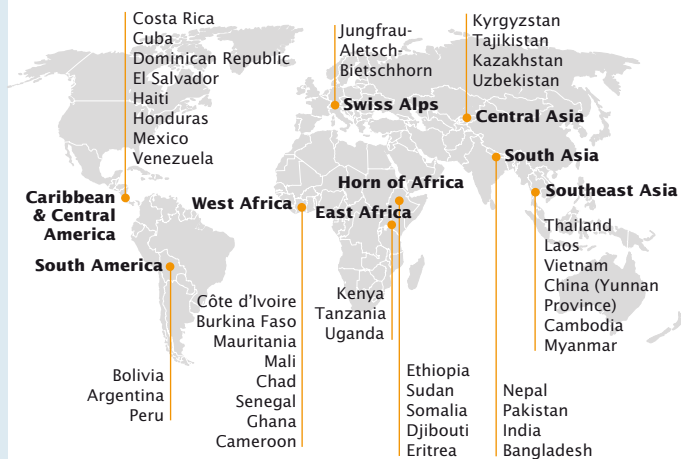 Costa Rica
Cuba
Dominican Republic
El Salvador
Haiti
Honduras
Mexico
Venezuela
Caribbean
& Central
America
Jungfrau-
Aletsch-
Bietschhorn
Swiss Alps
Kyrgyzstan
Tajikistan
Kazakhstan
Uzbekistan
Central Asia
South Asia
Southeast Asia
Thailand
Laos
Vietnam
China (Yunnan
Province)
Cambodia
Myanmar
Horn of Africa
West Africa
East Africa
South America
Bolivia
Argentina
Peru
Côte d'Ivoire
Burkina Faso
Mauritania
Mali
Chad
Senegal
Ghana
Cameroon
Kenya
Tanzania
Uganda
Ethiopia
Sudan
Somalia
Djibouti
Eritrea
Nepal
Pakistan
India
Bangladesh